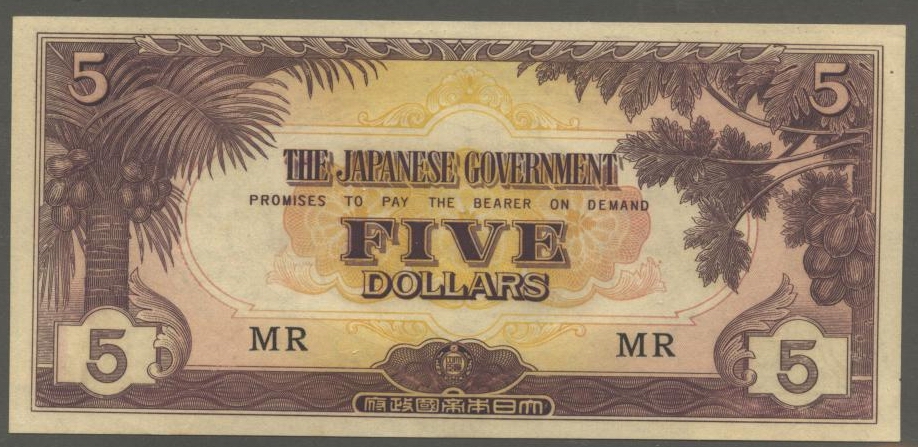 5 5
THE JAPANESE GOVERNMENT
PROMISES TO PAY THE BEARER ON DEMAND
FIVE
DOLLARS
MR MR
5 5
大日本帝國政府